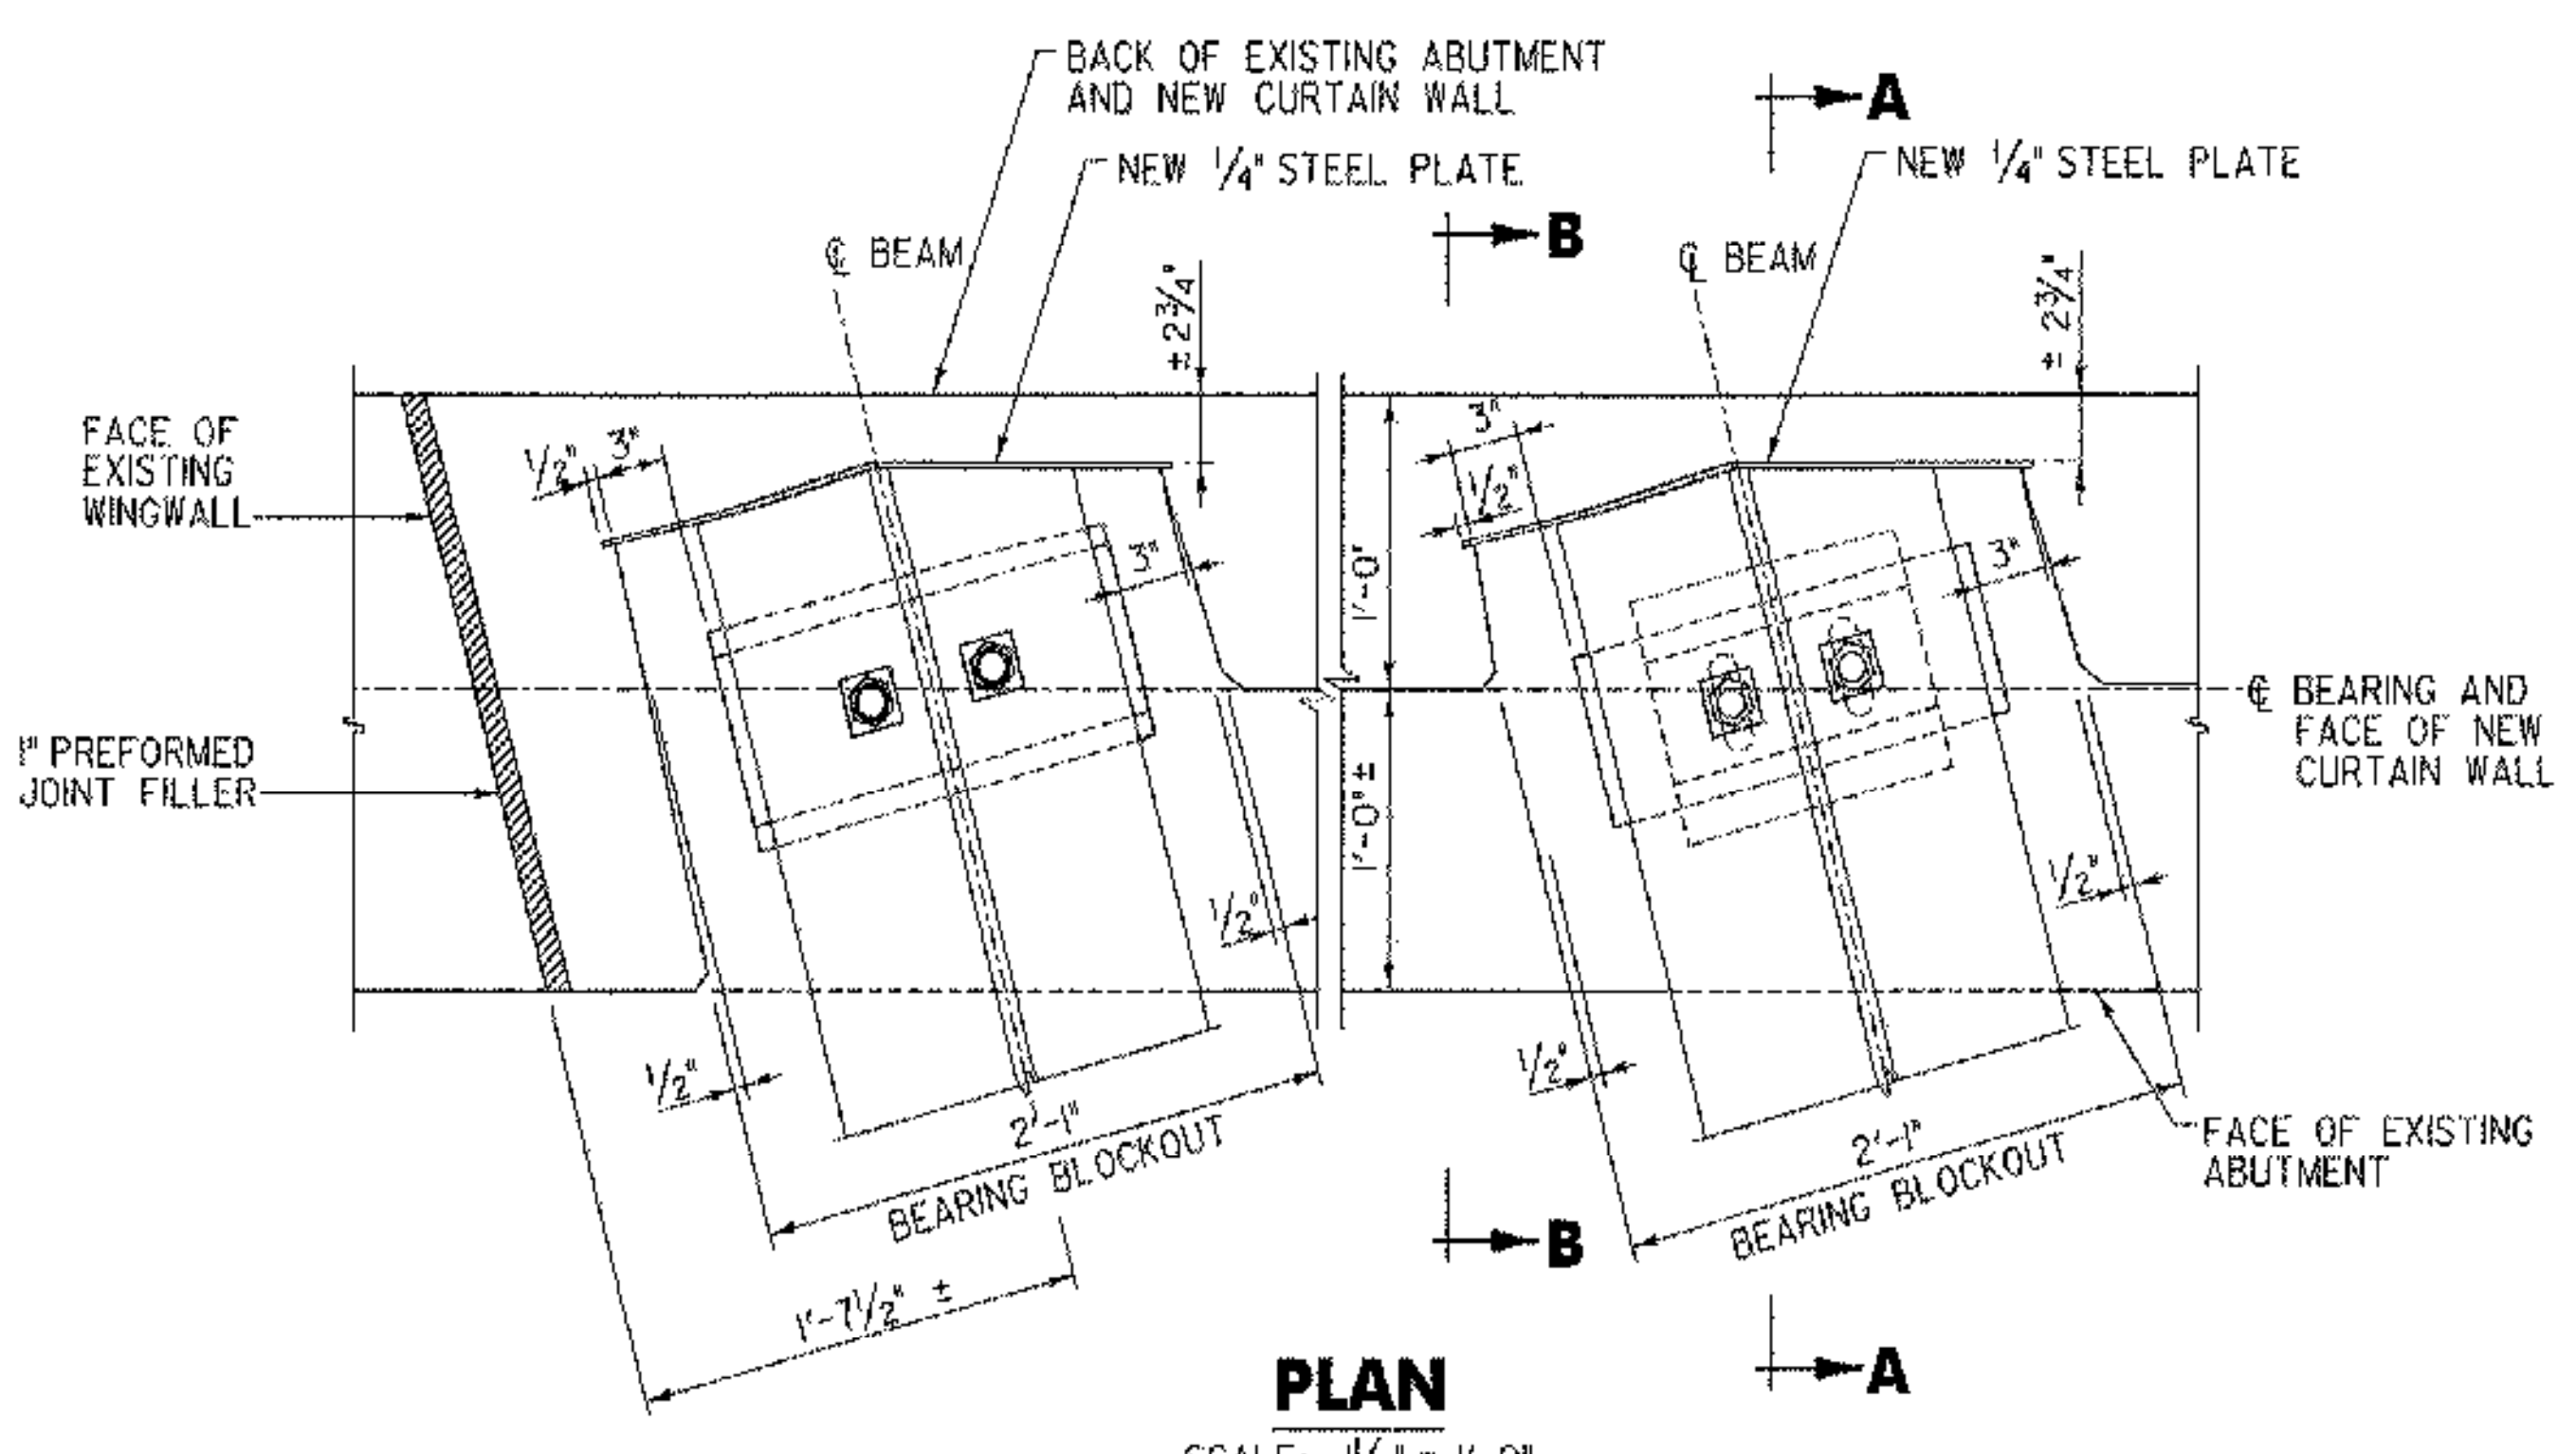 BACK OF EXISTING ABUTMENT
AND NEW CURTAIN WALL
A
NEW 1/4" STEEL PLATE
NEW 1/4" STEEL PLATE
B
℄ BEAM
℄ BEAM
± 2 3/4"
± 2 3/4"
FACE OF
EXISTING
WINGWALL
1/2"
3"
3"
3"
1/2"
3"
1'-0"
℄ BEARING AND
FACE OF NEW
CURTAIN WALL
1" PREFORMED
JOINT FILLER
1'-0" ±
1/2"
1/2"
1/2"
1/2"
2'-1"
BEARING BLOCKOUT
2'-1"
BEARING BLOCKOUT
FACE OF EXISTING
ABUTMENT
B
1'-7 1/2" ±
A
PLAN
SCALE: